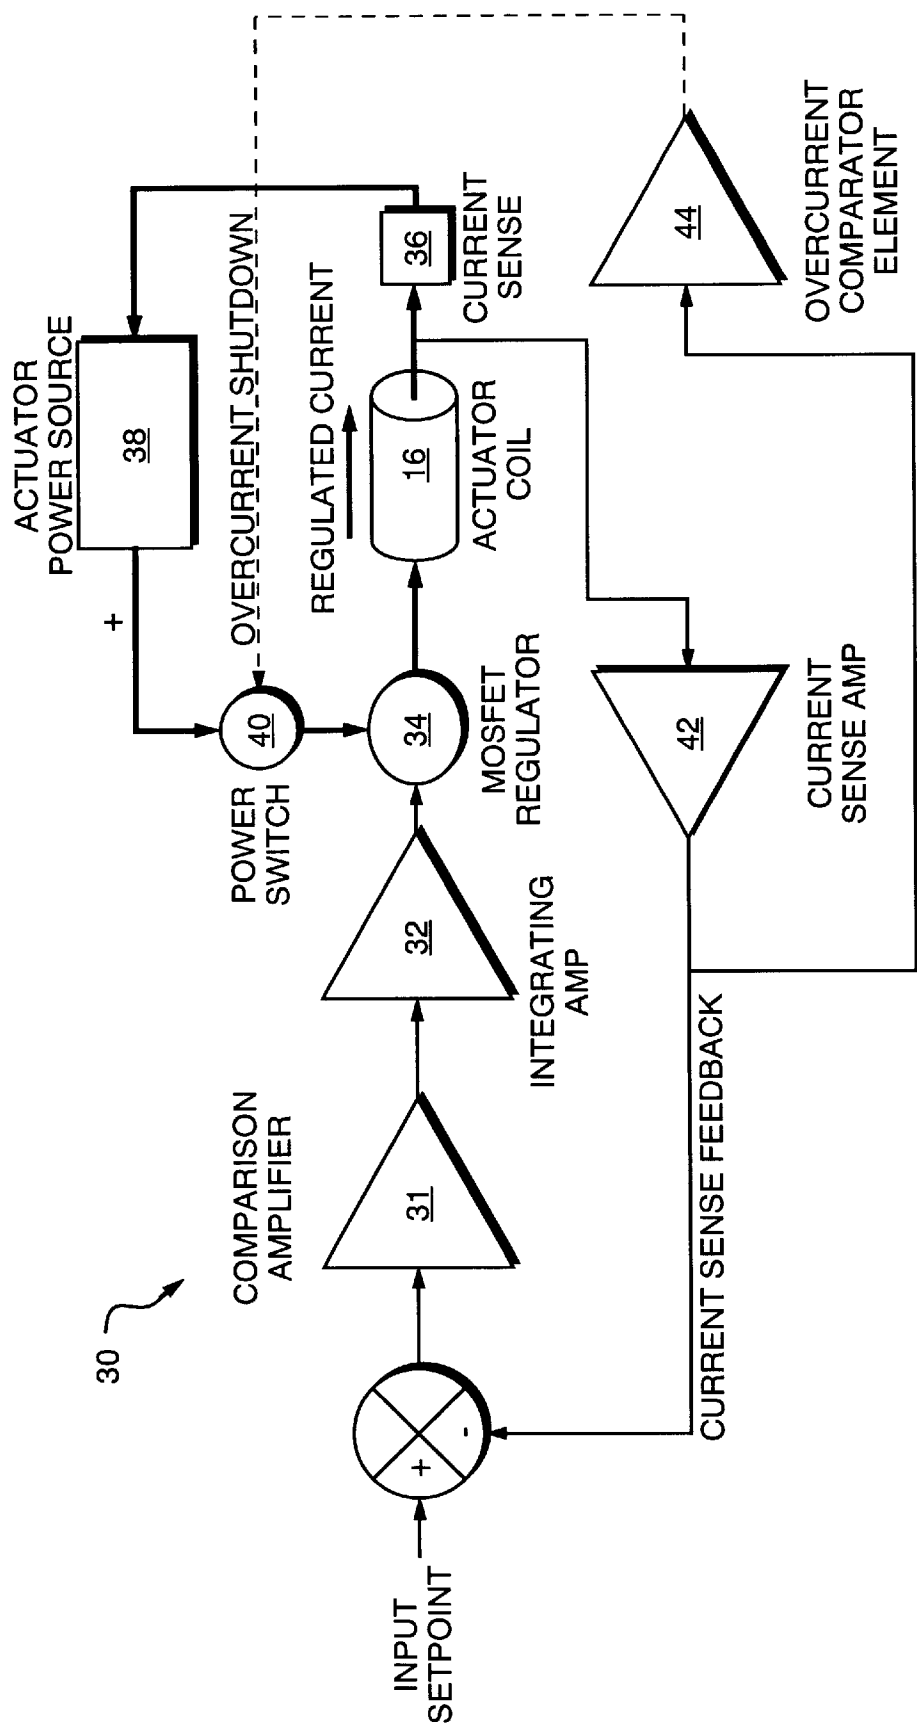 30
ACTUATOR
POWER SOURCE
38
+
OVERCURRENT SHUTDOWN
POWER
SWITCH
40
REGULATED CURRENT
COMPARISON
AMPLIFIER
INPUT
SETPOINT
+
-
31
32
34
16
36
INTEGRATING
AMP
MOSFET
REGULATOR
ACTUATOR
COIL
CURRENT
SENSE
42
44
CURRENT SENSE FEEDBACK
CURRENT
SENSE AMP
OVERCURRENT
COMPARATOR
ELEMENT